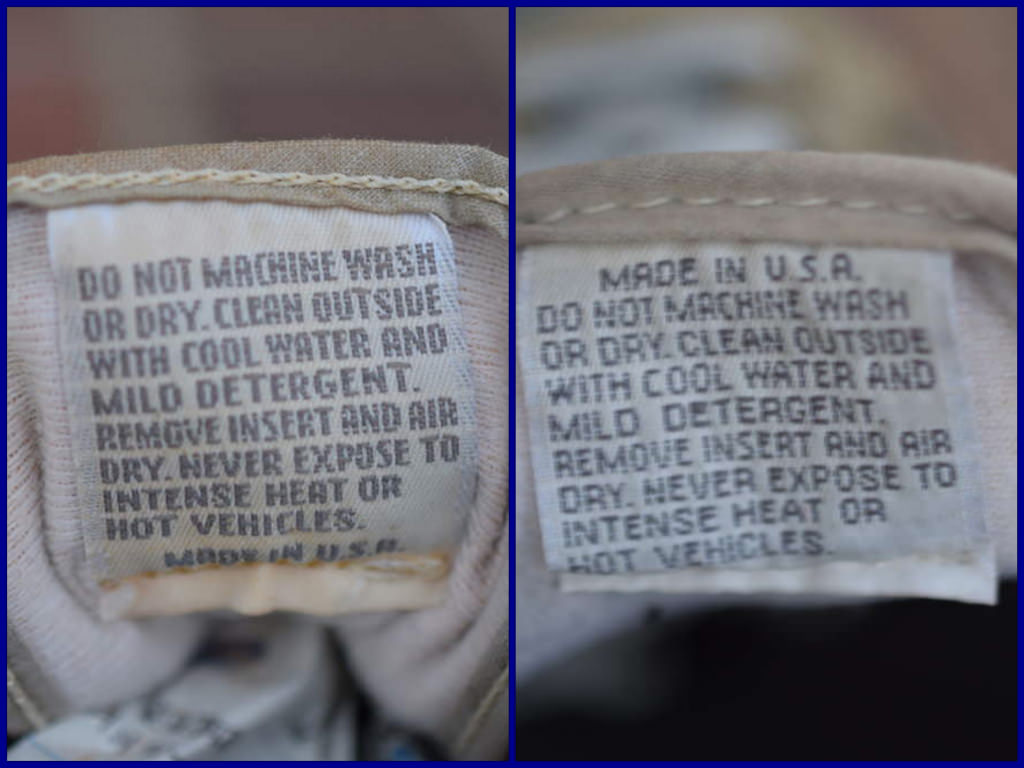 DO NOT MACHINE WASH
OR DRY. CLEAN OUTSIDE
WITH COOL WATER AND
MILD DETERGENT.
REMOVE INSERT AND AIR
DRY. NEVER EXPOSE TO
INTENSE HEAT OR
HOT VEHICLES.
MADE IN U.S.A.
MADE IN U.S.A.
DO NOT MACHINE WASH
OR DRY. CLEAN OUTSIDE
WITH COOL WATER AND
MILD DETERGENT.
REMOVE INSERT AND AIR
DRY. NEVER EXPOSE TO
INTENSE HEAT OR
HOT VEHICLES.